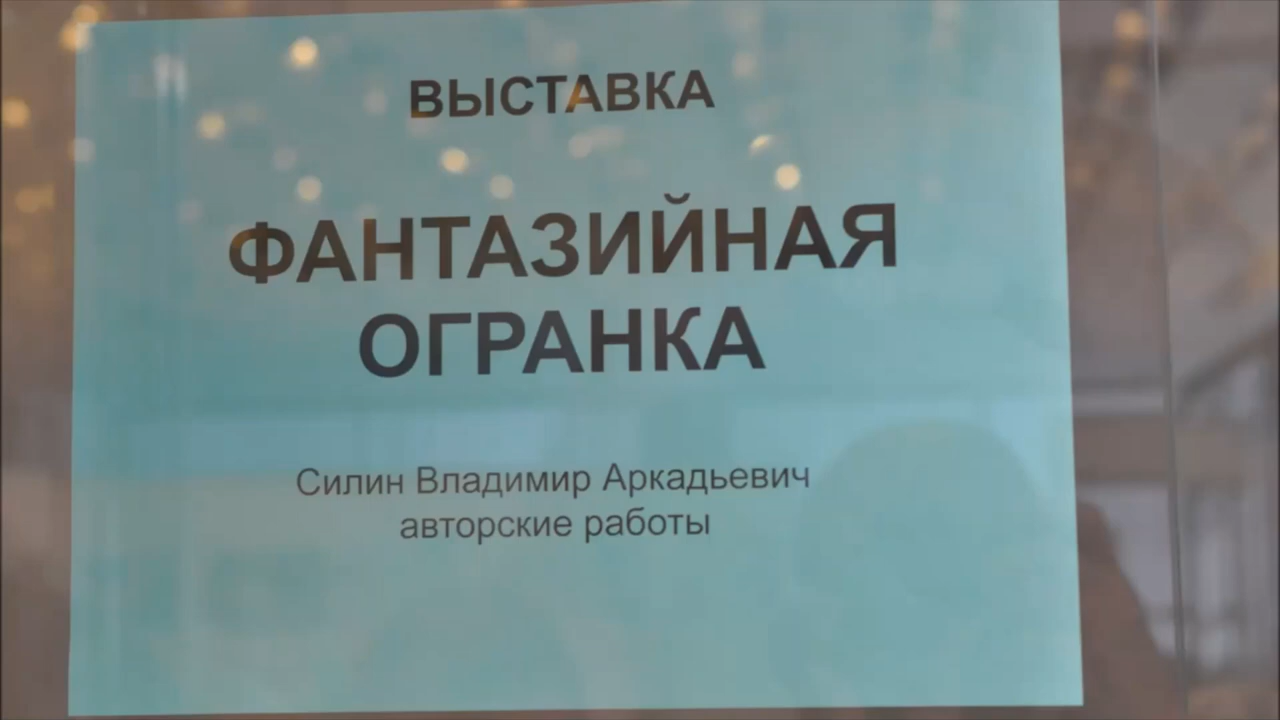 ВЫСТАВКА
ФАНТАЗИЙНАЯ
ОГРАНКА
Силин Владимир Аркадьевич
авторские работы